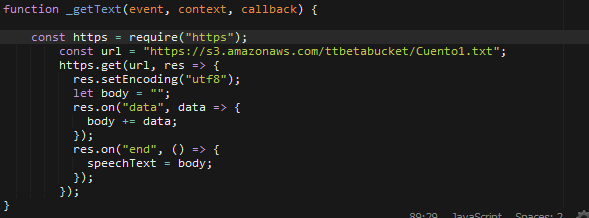 function _getText(event, context, callback) {
const https = require("https");
const url = "https://s3.amazonaws.com/ttbetabucket/Cuento1.txt";
https.get(url, res => {
res.setEncoding("utf8");
let body = "";
res.on("data", data => {
body += data;
});
res.on("end", () => {
speechText = body;
});
});
}
89:29 JavaScript Spaces: 2